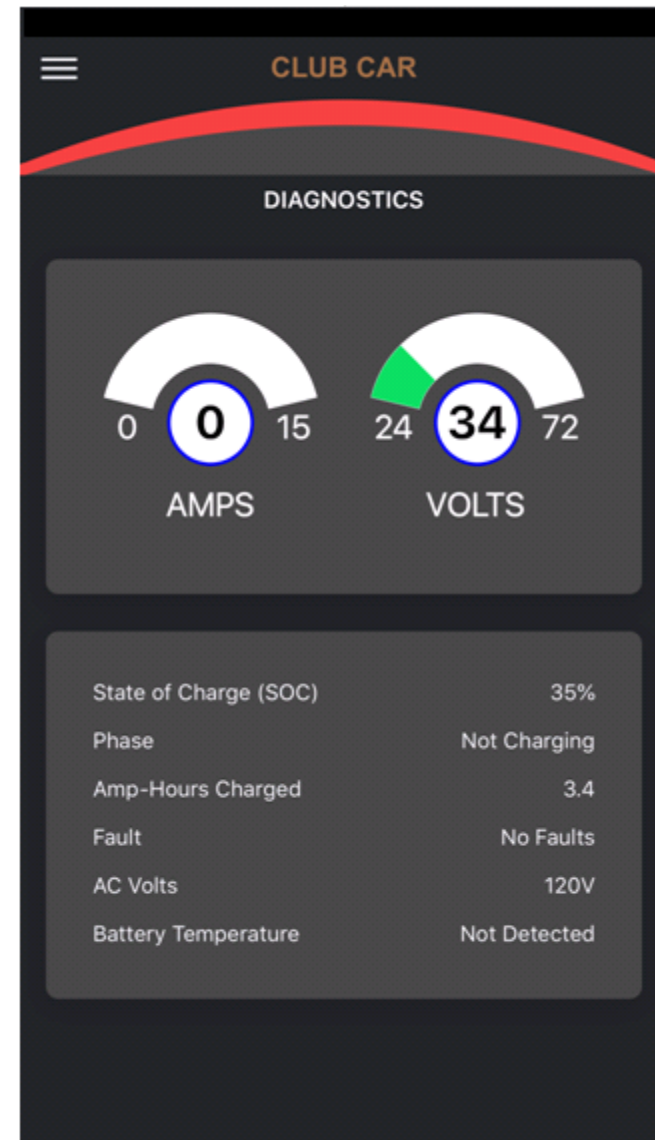 CLUB CAR
DIAGNOSTICS
0 0 15 24 34 72
AMPS VOLTS
State of Charge (SOC) 35%
Phase Not Charging
Amp-Hours Charged 3.4
Fault No Faults
AC Volts 120V
Battery Temperature Not Detected